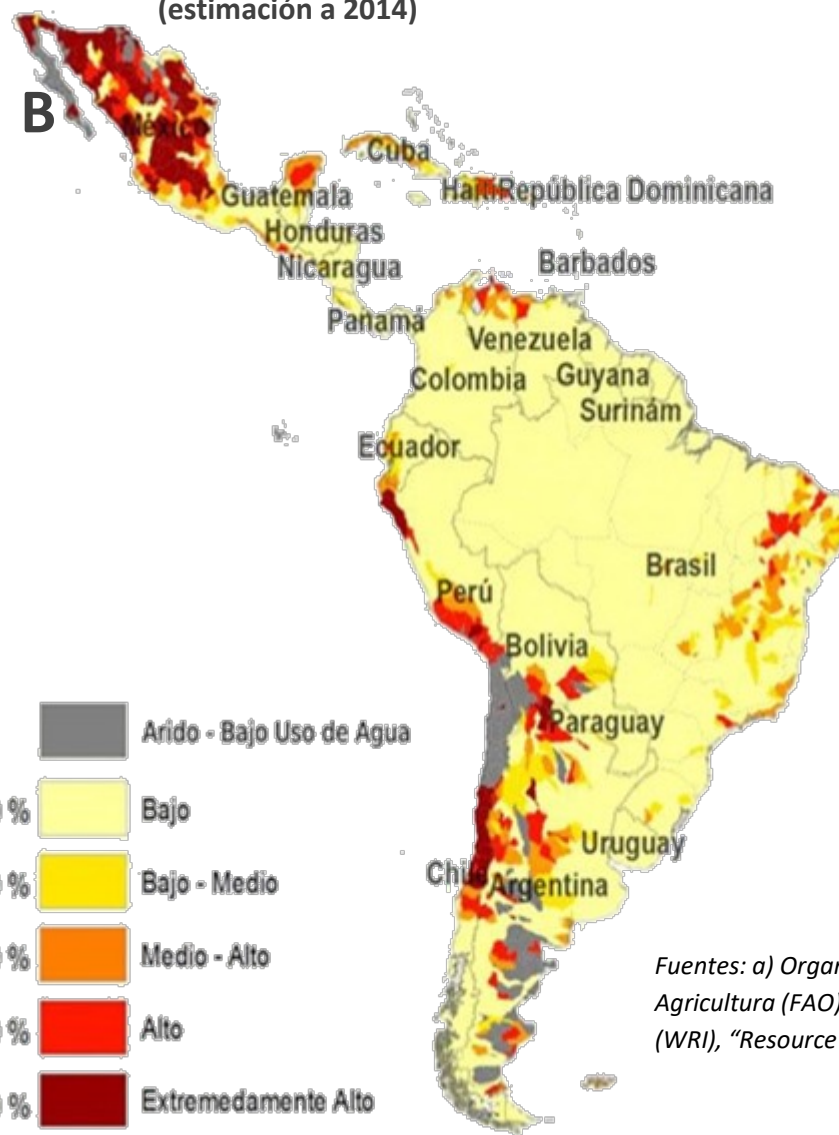 (estimación a 2014)
B
México
Cuba
Guatemala
Haití República Dominicana
Honduras
Nicaragua
Barbados
Panamá
Venezuela
Colombia
Guyana
Surinám
Ecuador
Brasil
Perú
Bolivia
Paraguay
Uruguay
Chile
Argentina
Arido - Bajo Uso de Agua
% Bajo
% Bajo - Medio
% Medio - Alto
% Alto
% Extremedamente Alto
Fuentes: a) Organ
Agricultura (FAO)
(WRI), “Resource